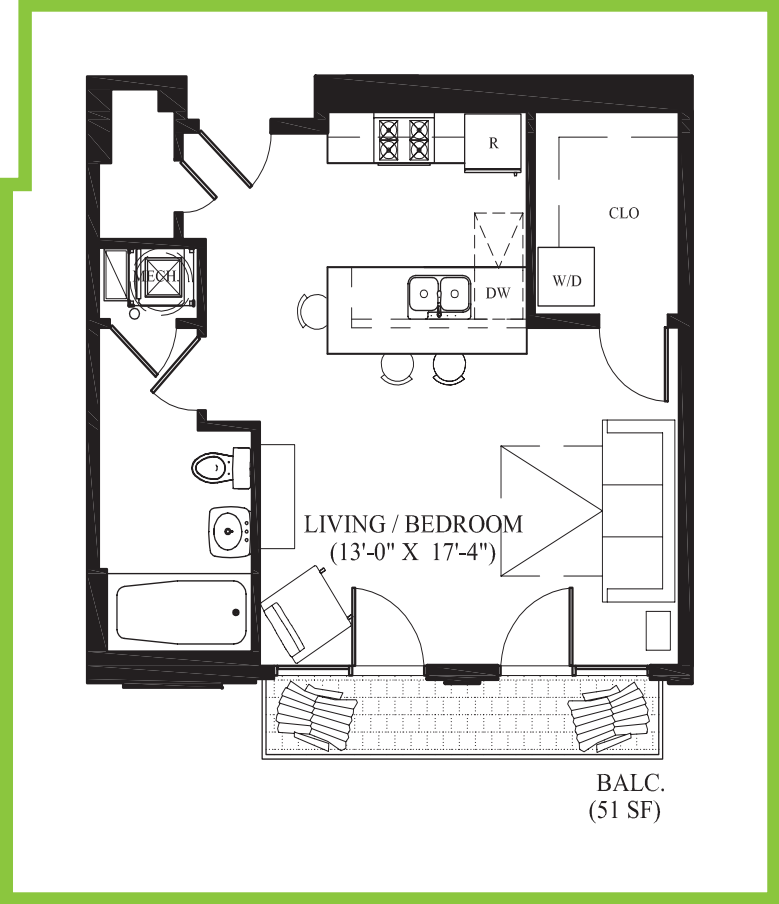 R
CLO
MECH.
W/D
DW
LIVING / BEDROOM
(13'-0" X 17'-4")
BALC.
(51 SF)